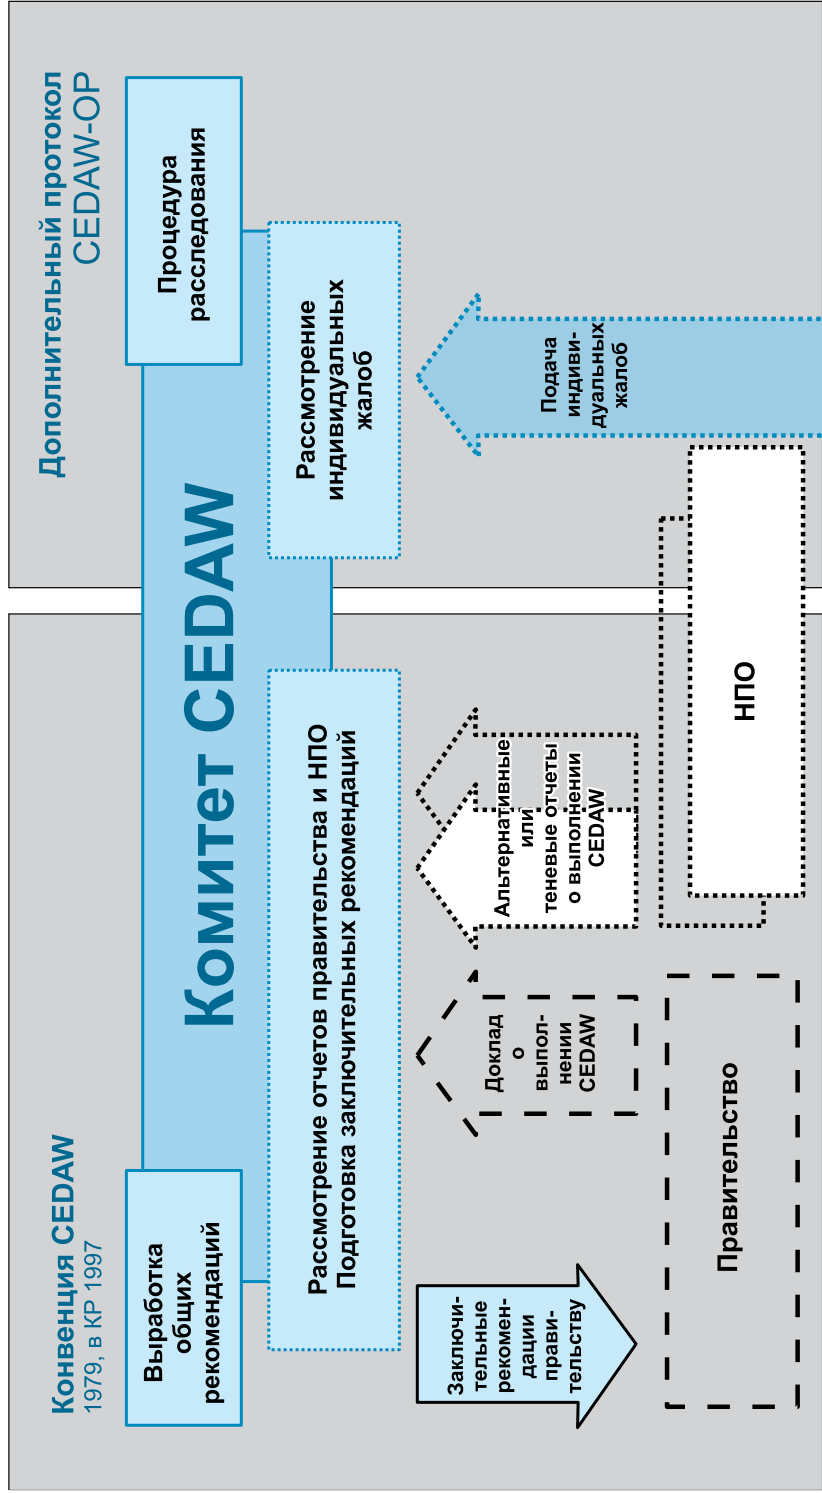 Конвенция CEDAW
1979, в КР 1997
Дополнительный протокол
CEDAW-OP
Выработка
общих
рекомендаций
Комитет CEDAW
Процедура
расследования
Рассмотрение отчетов правительства и НПО
Подготовка заключительных рекомендаций
Рассмотрение
индивидуальных
жалоб
Заключи-
тельные
рекомен-
дации
прави-
тельству
Доклад
о
выпол-
нении
CEDAW
Альтернативные
или
теневые отчеты
о выполнении
CEDAW
Подача
индиви-
дуальных
жалоб
Правительство
НПО